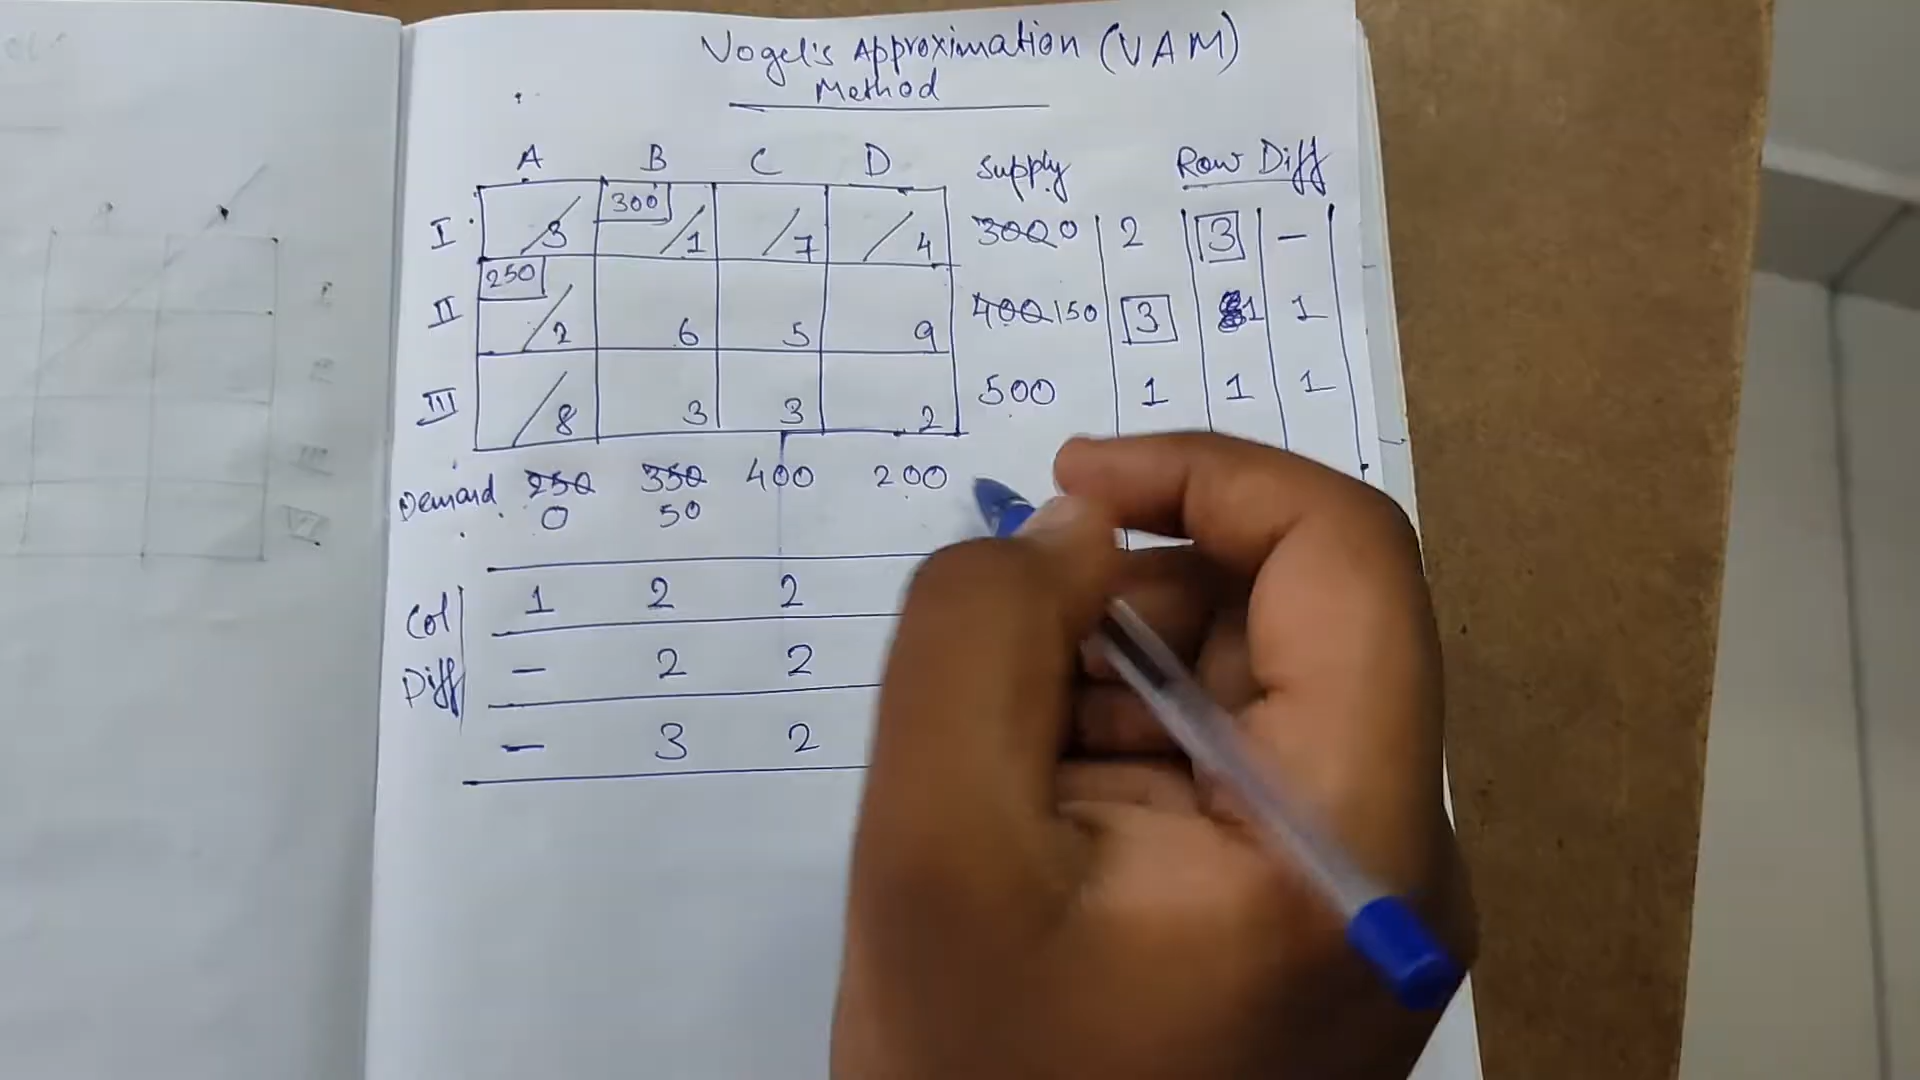 Vogel's Approximation (VAM)
Method
A B C D Supply Row Diff
I 3 300 1 7 4 300 0 2 3 -
II 250 2 6 5 9 400 150 3 1 1
III 8 3 3 2 500 1 1 1
Demand 250 350 400 200
0 50
Col 1 2 2
Diff - 2 2
- 3 2